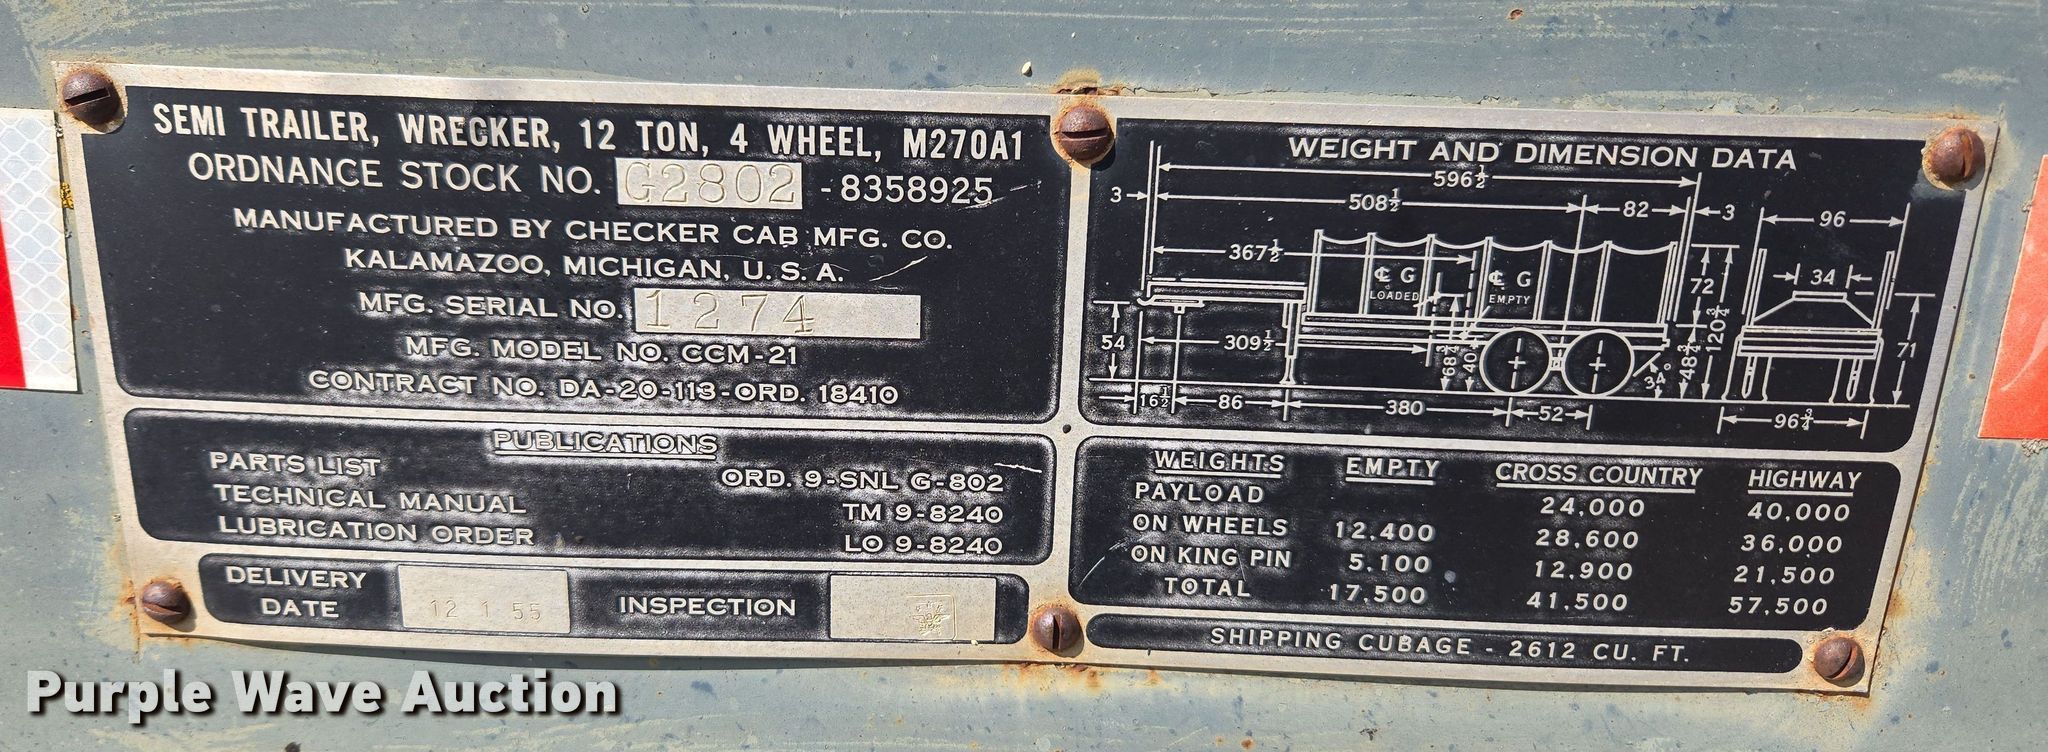 SEMI TRAILER, WRECKER, 12 TON, 4 WHEEL, M270A1
ORDNANCE STOCK NO. G2802 -8358925
MANUFACTURED BY CHECKER CAB MFG. CO.
KALAMAZOO, MICHIGAN, U. S. A.
MFG. SERIAL NO. 1274
MFG. MODEL NO. CCM-21
CONTRACT NO. DA-20-113-ORD. 18410
PUBLICATIONS
PARTS LIST ORD. 9-SNL G-802
TECHNICAL MANUAL TM 9-8240
LUBRICATION ORDER LO 9-8240
DELIVERY DATE 12 1 55 INSPECTION
WEIGHT AND DIMENSION DATA
596½
3 508½ 82 3 96
367½ ℄ G LOADED ℄ G EMPTY 72 34
120¾
54 309½ 68¾ 40 34° 48¾ 71
16½ 86 380 52 96¾
WEIGHTS EMPTY CROSS COUNTRY HIGHWAY
PAYLOAD 24,000 40,000
ON WHEELS 12,400 28,600 36,000
ON KING PIN 5,100 12,900 21,500
TOTAL 17,500 41,500 57,500
SHIPPING CUBAGE - 2612 CU. FT.
Purple Wave Auction